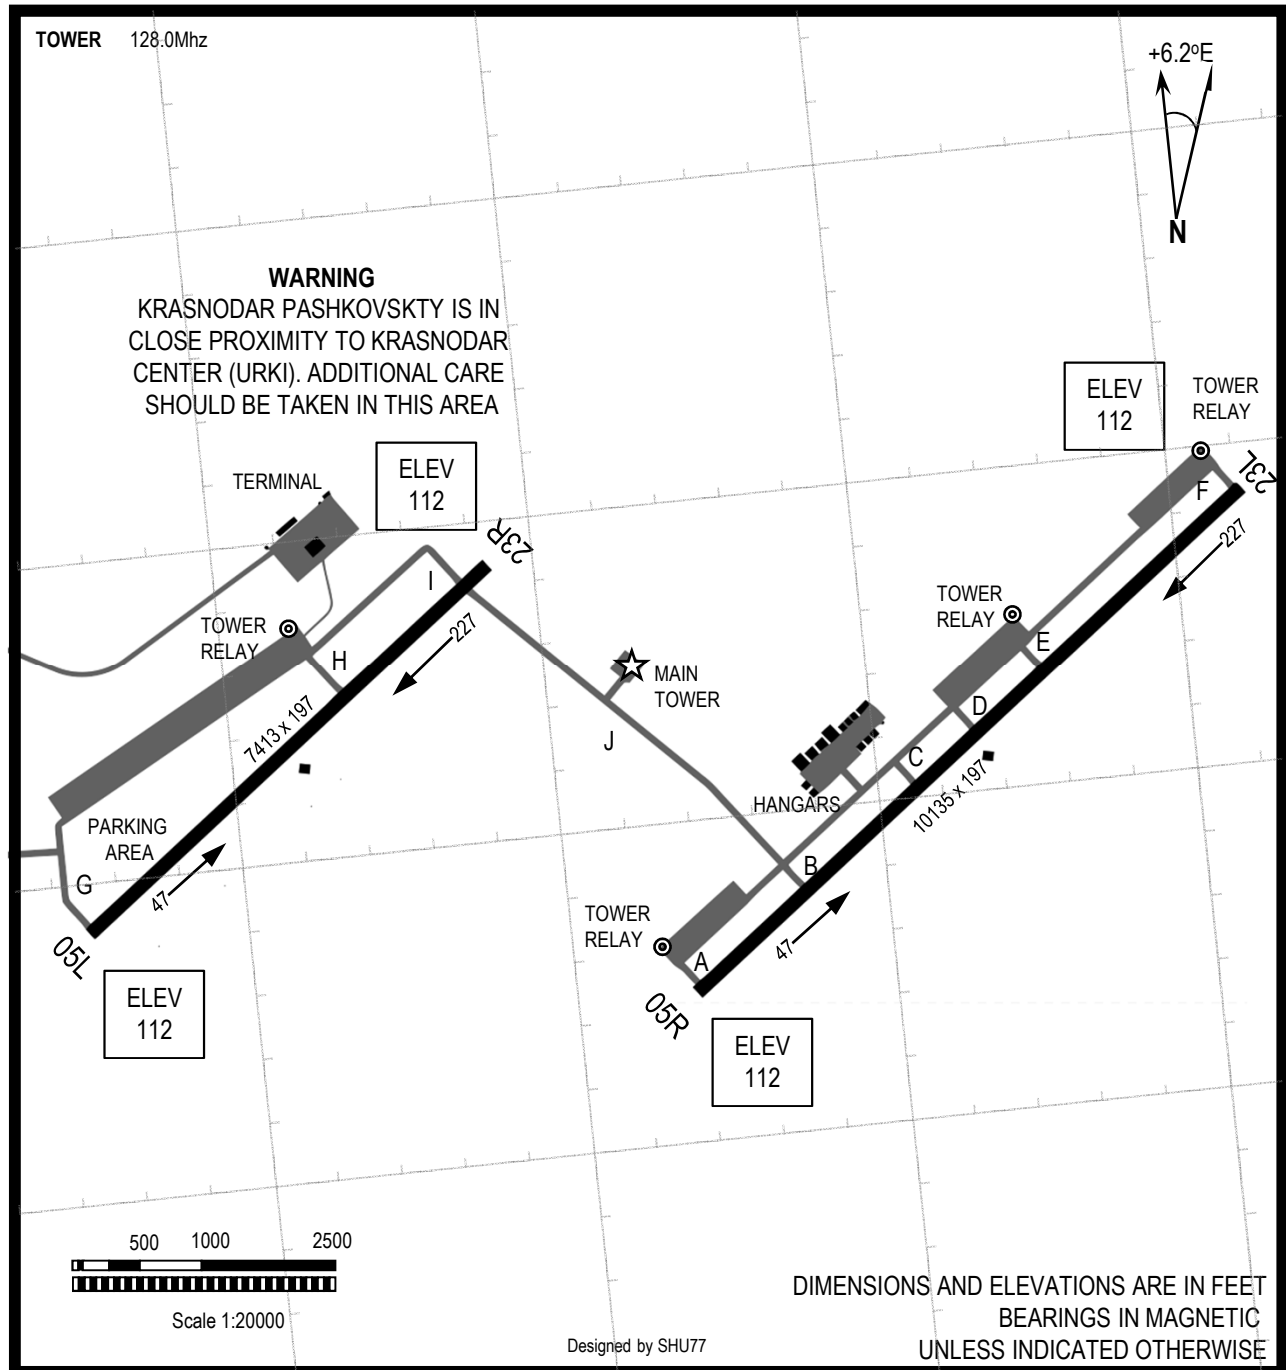 TOWER 128.0Mhz
+6.2ºE
N
WARNING
KRASNODAR PASHKOVSKTY IS IN
CLOSE PROXIMITY TO KRASNODAR
CENTER (URKI). ADDITIONAL CARE
SHOULD BE TAKEN IN THIS AREA
ELEV
112
TOWER
RELAY
23L
F
227
TERMINAL
ELEV
112
23R
I
227
TOWER
RELAY
H
7413 x 197
TOWER
RELAY
E
D
C
10135 x 197
MAIN
TOWER
J
HANGARS
PARKING
AREA
G
47
05L
B
TOWER
RELAY
A
47
05R
ELEV
112
ELEV
112
500 1000 2500
Scale 1:20000
Designed by SHU77
DIMENSIONS AND ELEVATIONS ARE IN FEET
BEARINGS IN MAGNETIC
UNLESS INDICATED OTHERWISE